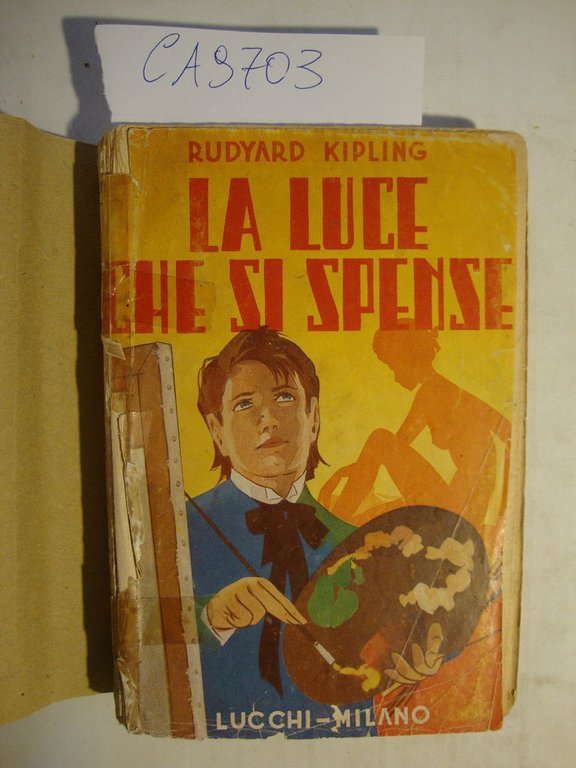 CA9703
RUDYARD KIPLING
LA LUCE
CHE SI SPENSE
LUCCHI-MILANO